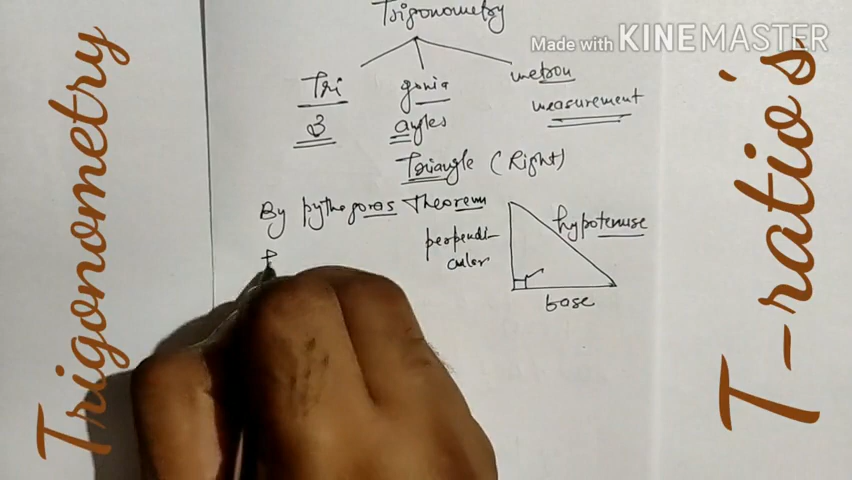 Trigonometry
Made with KINEMASTER
Trigonometry
Tri gonia metron
3 angles measurement
Triangle (Right)
By pythagoras Theorem
hypotenuse
perpendi-
cular
base
P
T-ratio's